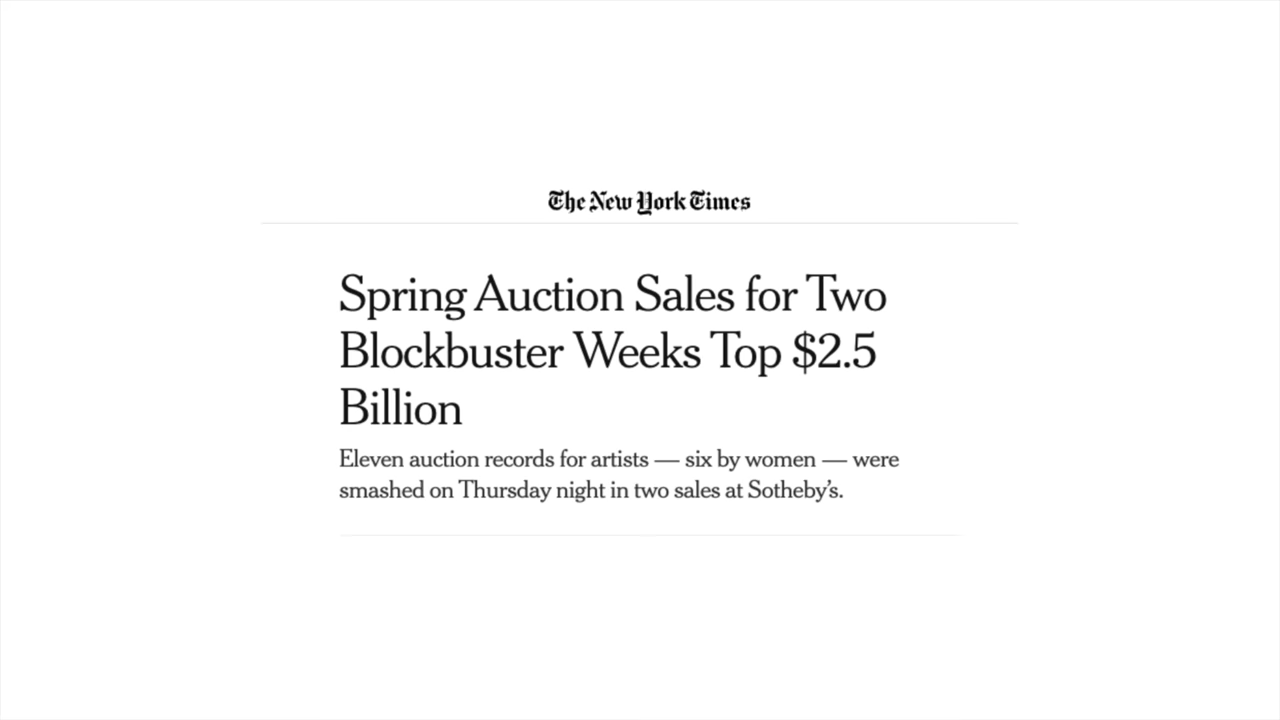 The New York Times
Spring Auction Sales for Two
Blockbuster Weeks Top $2.5
Billion
Eleven auction records for artists — six by women — were
smashed on Thursday night in two sales at Sotheby’s.